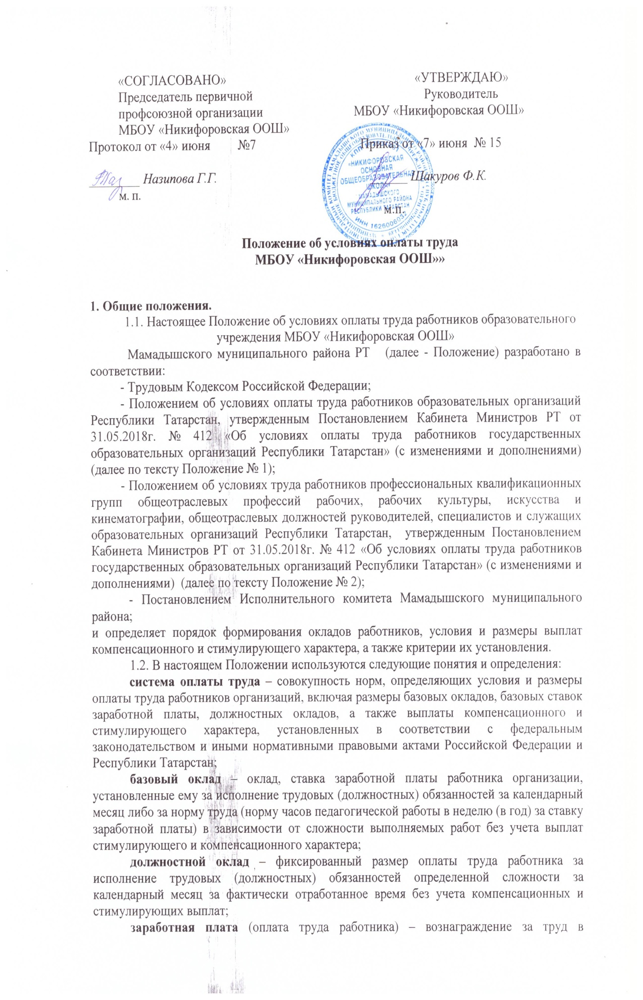 «СОГЛАСОВАНО»
Председатель первичной
профсоюзной организации
МБОУ «Никифоровская ООШ»
Протокол от «4» июня №7
Назипова Г.Г.
м. п.
«УТВЕРЖДАЮ»
Руководитель
МБОУ «Никифоровская ООШ»
Приказ от «7» июня № 15
Шакуров Ф.К.
м.п.
«НИКИФОРОВСКАЯ
ОСНОВНАЯ
ОБЩЕОБРАЗОВАТЕЛЬНАЯ
ШКОЛА»
МАМАДЫШСКОГО
МУНИЦИПАЛЬНОГО РАЙОНА
РЕСПУБЛИКИ ТАТАРСТАН
ИНН 1626006032
Положение об условиях оплаты труда
МБОУ «Никифоровская ООШ»»
1. Общие положения.
1.1. Настоящее Положение об условиях оплаты труда работников образовательного
учреждения МБОУ «Никифоровская ООШ»
Мамадышского муниципального района РТ (далее - Положение) разработано в
соответствии:
- Трудовым Кодексом Российской Федерации;
- Положением об условиях оплаты труда работников образовательных организаций
Республики Татарстан, утвержденным Постановлением Кабинета Министров РТ от
31.05.2018г. № 412 «Об условиях оплаты труда работников государственных
образовательных организаций Республики Татарстан» (с изменениями и дополнениями)
(далее по тексту Положение № 1);
- Положением об условиях труда работников профессиональных квалификационных
групп общеотраслевых профессий рабочих, рабочих культуры, искусства и
кинематографии, общеотраслевых должностей руководителей, специалистов и служащих
образовательных организаций Республики Татарстан, утвержденным Постановлением
Кабинета Министров РТ от 31.05.2018г. № 412 «Об условиях оплаты труда работников
государственных образовательных организаций Республики Татарстан» (с изменениями и
дополнениями) (далее по тексту Положение № 2);
- Постановлением Исполнительного комитета Мамадышского муниципального
района;
и определяет порядок формирования окладов работников, условия и размеры выплат
компенсационного и стимулирующего характера, а также критерии их установления.
1.2. В настоящем Положении используются следующие понятия и определения:
система оплаты труда – совокупность норм, определяющих условия и размеры
оплаты труда работников организаций, включая размеры базовых окладов, базовых ставок
заработной платы, должностных окладов, а также выплаты компенсационного и
стимулирующего характера, установленных в соответствии с федеральным
законодательством и иными нормативными правовыми актами Российской Федерации и
Республики Татарстан;
базовый оклад – оклад, ставка заработной платы работника организации,
установленные ему за исполнение трудовых (должностных) обязанностей за календарный
месяц либо за норму труда (норму часов педагогической работы в неделю (в год) за ставку
заработной платы) в зависимости от сложности выполняемых работ без учета выплат
стимулирующего и компенсационного характера;
должностной оклад – фиксированный размер оплаты труда работника за
исполнение трудовых (должностных) обязанностей определенной сложности за
календарный месяц за фактически отработанное время без учета компенсационных и
стимулирующих выплат;
заработная плата (оплата труда работника) – вознаграждение за труд в